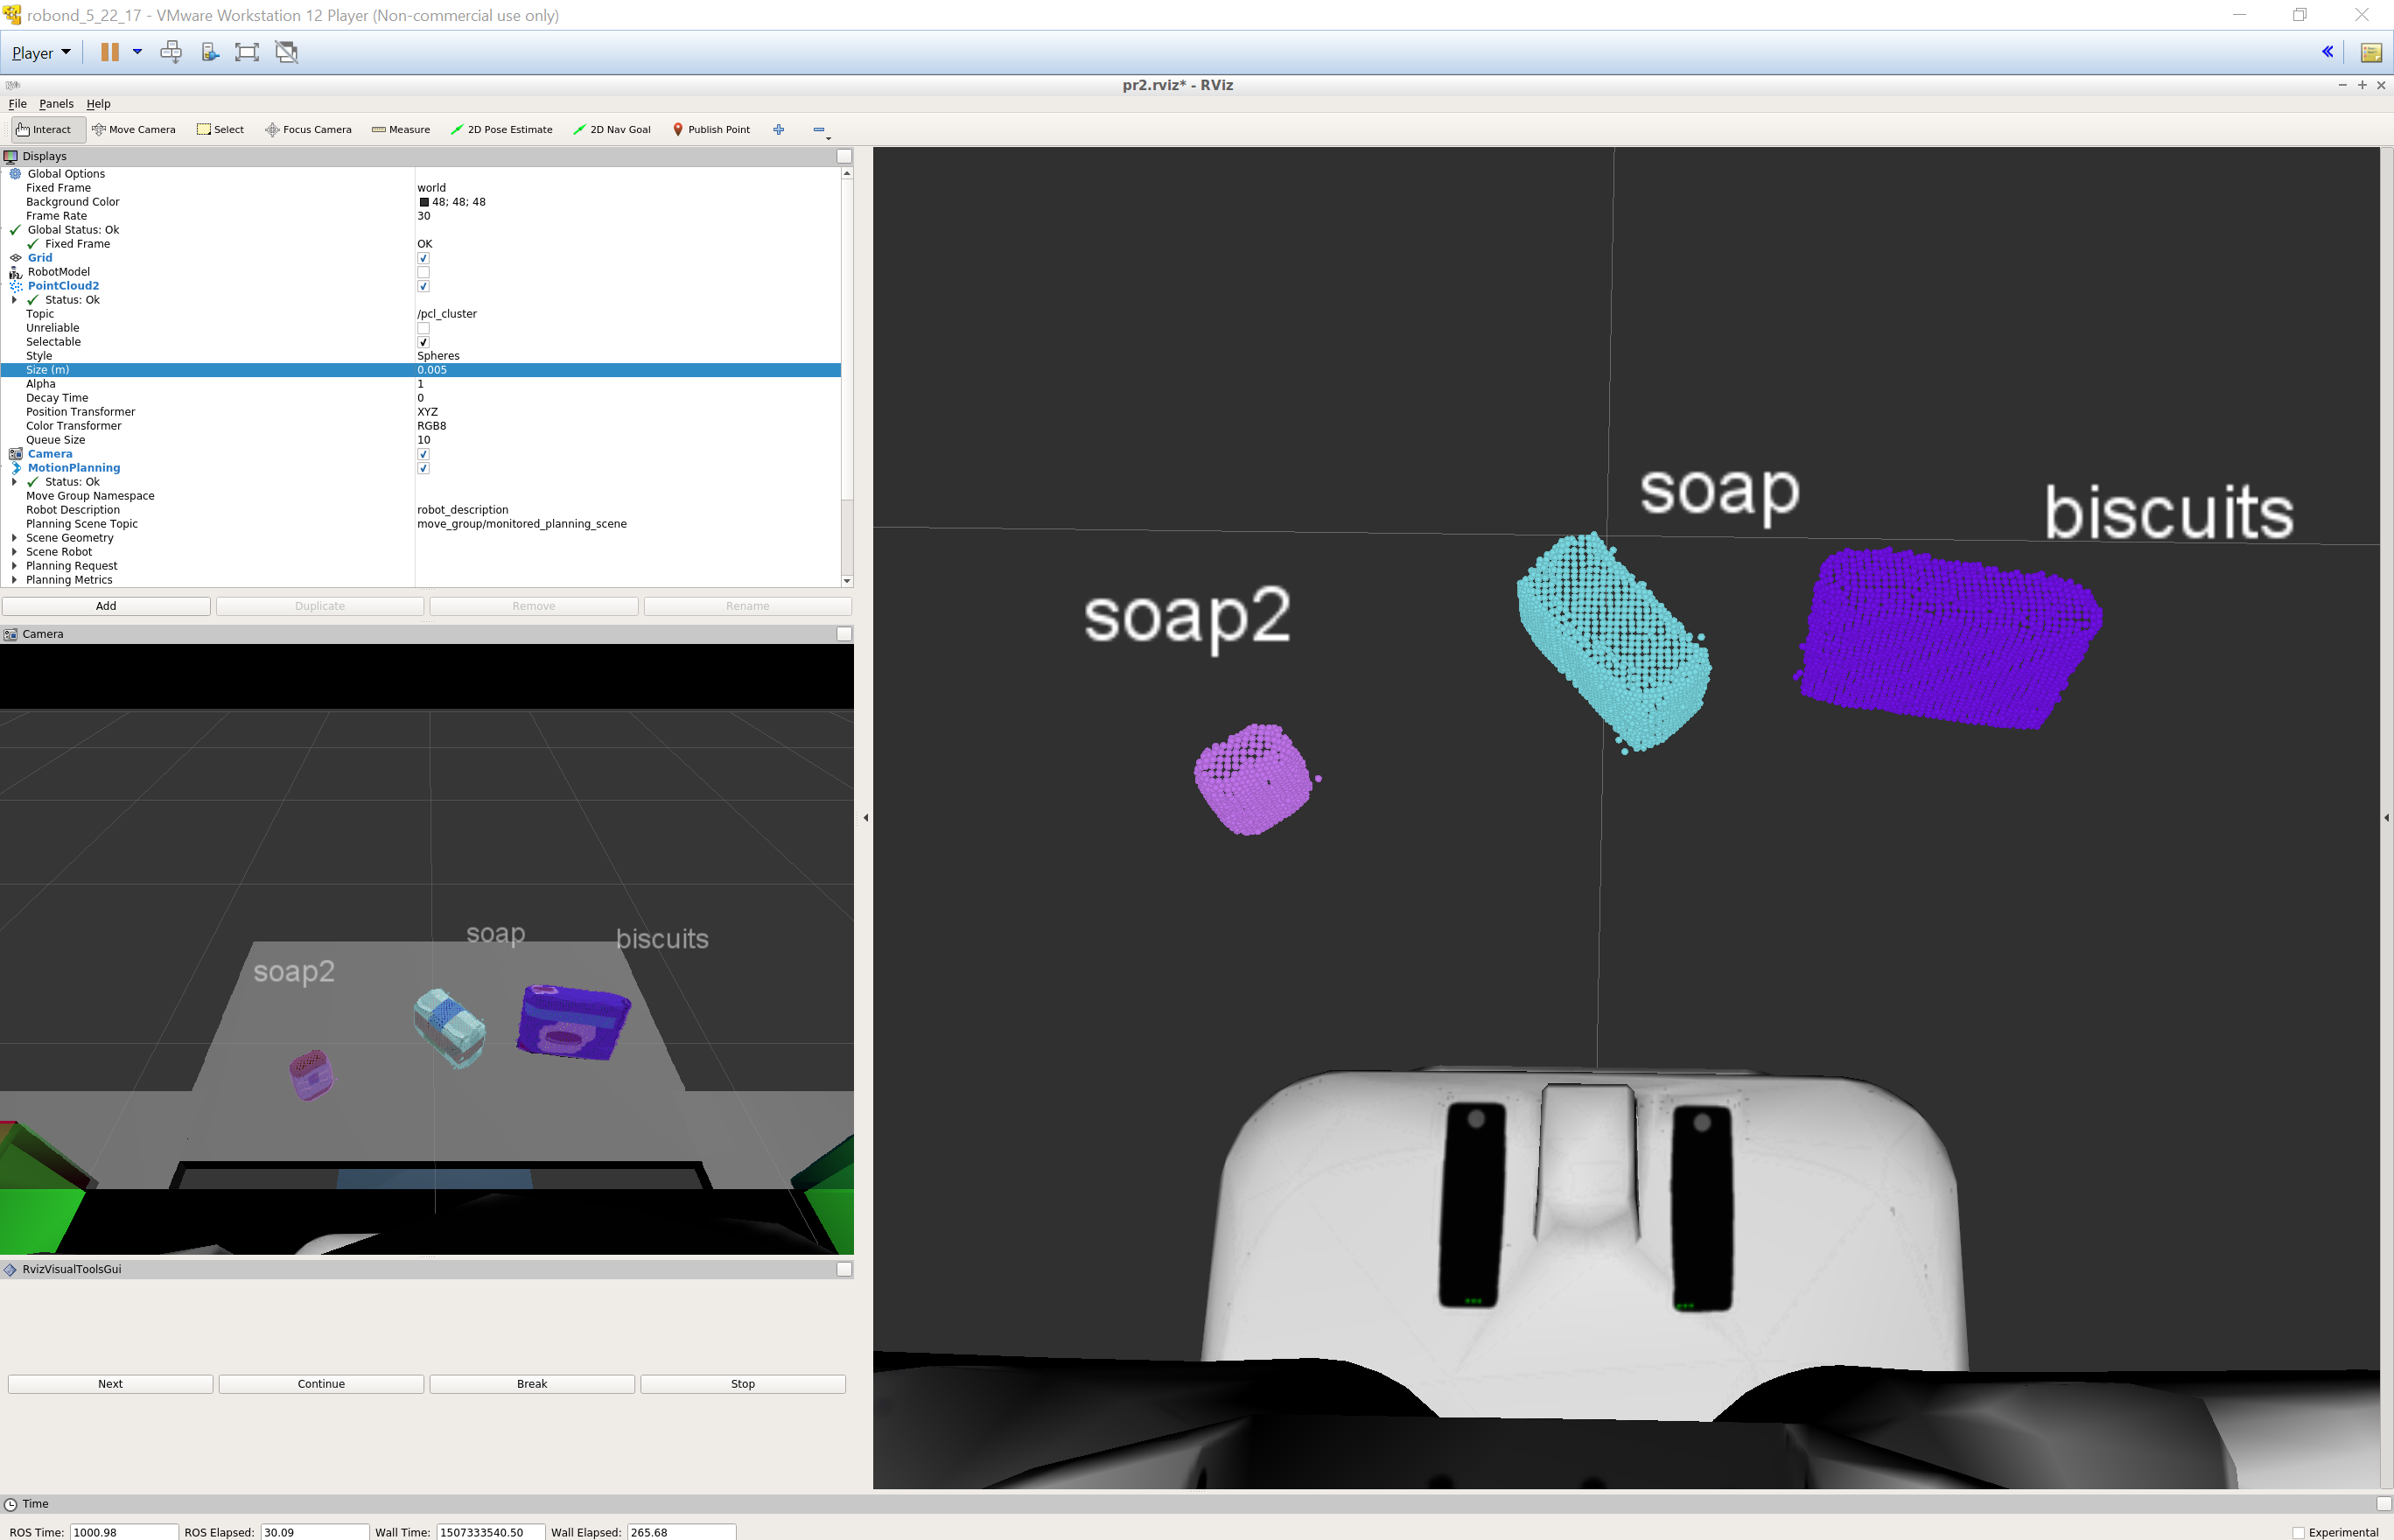 robond_5_22_17 - VMware Workstation 12 Player (Non-commercial use only)
Player
pr2.rviz* - RViz
File Panels Help
Interact Move Camera Select Focus Camera Measure 2D Pose Estimate 2D Nav Goal Publish Point
Displays
Global Options
Fixed Frame world
Background Color 48; 48; 48
Frame Rate 30
Global Status: Ok
Fixed Frame OK
Grid
RobotModel
PointCloud2
Status: Ok
Topic /pcl_cluster
Unreliable
Selectable
Style Spheres
Size (m) 0.005
Alpha 1
Decay Time 0
Position Transformer XYZ
Color Transformer RGB8
Queue Size 10
Camera
MotionPlanning
Status: Ok
Move Group Namespace
Robot Description robot_description
Planning Scene Topic move_group/monitored_planning_scene
Scene Geometry
Scene Robot
Planning Request
Planning Metrics
Add Duplicate Remove Rename
Camera
soap biscuits
soap2
RvizVisualToolsGui
Next Continue Break Stop
soap biscuits
soap2
Time
ROS Time: 1000.98 ROS Elapsed: 30.09 Wall Time: 1507333540.50 Wall Elapsed: 265.68 Experimental